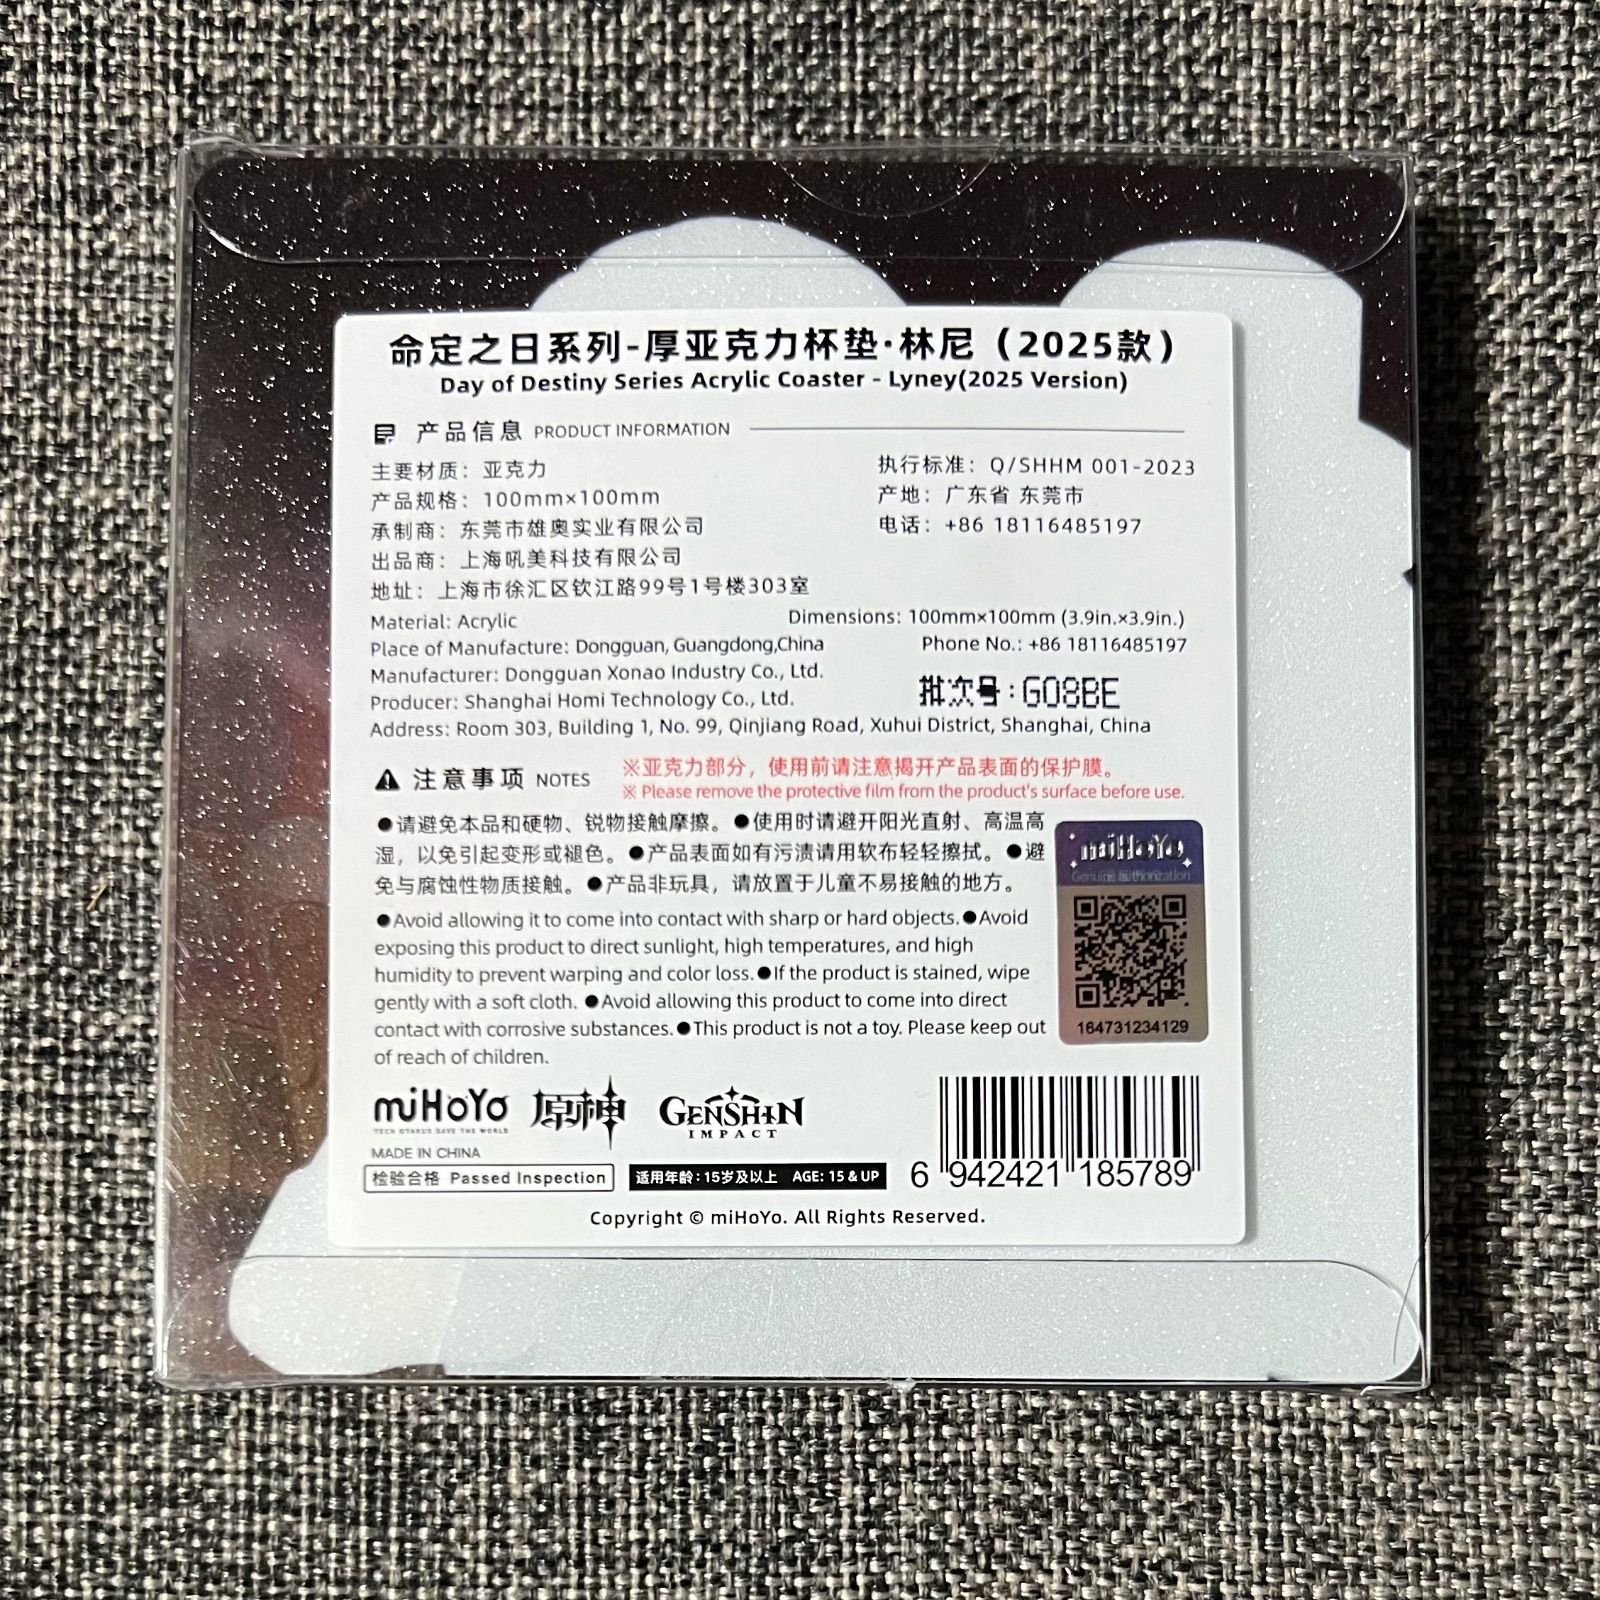 命定之日系列-厚亚克力杯垫·林尼（2025款）
Day of Destiny Series Acrylic Coaster - Lyney(2025 Version)
产品信息 PRODUCT INFORMATION
主要材质：亚克力
执行标准：Q/SHHM 001-2023
产品规格：100mm×100mm
产地：广东省 东莞市
承制商：东莞市雄奥实业有限公司
电话：+86 18116485197
出品商：上海吼美科技有限公司
地址：上海市徐汇区钦江路99号1号楼303室
Material: Acrylic
Dimensions: 100mm×100mm (3.9in.×3.9in.)
Place of Manufacture: Dongguan, Guangdong,China
Phone No.: +86 18116485197
Manufacturer: Dongguan Xonao Industry Co., Ltd.
Producer: Shanghai Homi Technology Co., Ltd.
批次号:G08BE
Address: Room 303, Building 1, No. 99, Qinjiang Road, Xuhui District, Shanghai, China
注意事项 NOTES
※亚克力部分，使用前请注意揭开产品表面的保护膜。
※ Please remove the protective film from the product's surface before use.
●请避免本品和硬物、锐物接触摩擦。●使用时请避开阳光直射、高温高
湿，以免引起变形或褪色。●产品表面如有污渍请用软布轻轻擦拭。●避
免与腐蚀性物质接触。●产品非玩具，请放置于儿童不易接触的地方。
●Avoid allowing it to come into contact with sharp or hard objects.●Avoid
exposing this product to direct sunlight, high temperatures, and high
humidity to prevent warping and color loss.●If the product is stained, wipe
gently with a soft cloth. ●Avoid allowing this product to come into direct
contact with corrosive substances.●This product is not a toy. Please keep out
of reach of children.
miHoYo
Genuine authorization
164731234129
miHoYo
TECH OTAKUS SAVE THE WORLD
原神
GENSHIN
IMPACT
MADE IN CHINA
检验合格 Passed Inspection
适用年龄：15岁及以上 AGE: 15 & UP
6 942421 185789
Copyright © miHoYo. All Rights Reserved.